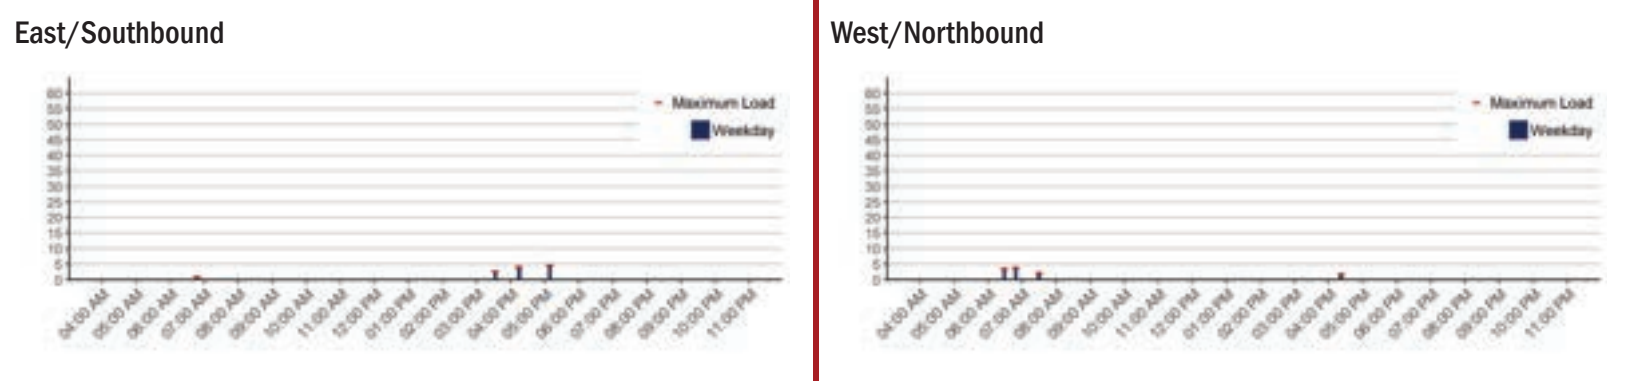 East/Southbound
60
55
50
45
40
35
30
25
20
15
10
5
0
Maximum Load
Weekday
04:00 AM
05:00 AM
06:00 AM
07:00 AM
08:00 AM
09:00 AM
10:00 AM
11:00 AM
12:00 PM
01:00 PM
02:00 PM
03:00 PM
04:00 PM
05:00 PM
06:00 PM
07:00 PM
08:00 PM
09:00 PM
10:00 PM
11:00 PM
West/Northbound
60
55
50
45
40
35
30
25
20
15
10
5
0
Maximum Load
Weekday
04:00 AM
05:00 AM
06:00 AM
07:00 AM
08:00 AM
09:00 AM
10:00 AM
11:00 AM
12:00 PM
01:00 PM
02:00 PM
03:00 PM
04:00 PM
05:00 PM
06:00 PM
07:00 PM
08:00 PM
09:00 PM
10:00 PM
11:00 PM